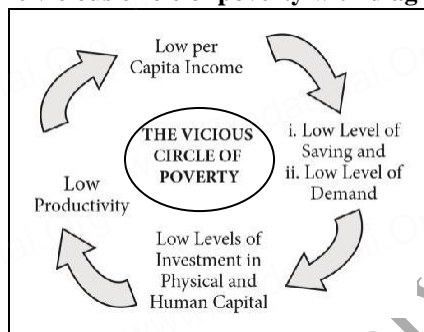 Low per
Capita Income
THE VICIOUS
CIRCLE OF
POVERTY
i. Low Level of
Saving and
ii. Low Level of
Demand
Low
Productivity
Low Levels of
Investment in
Physical and
Human Capital